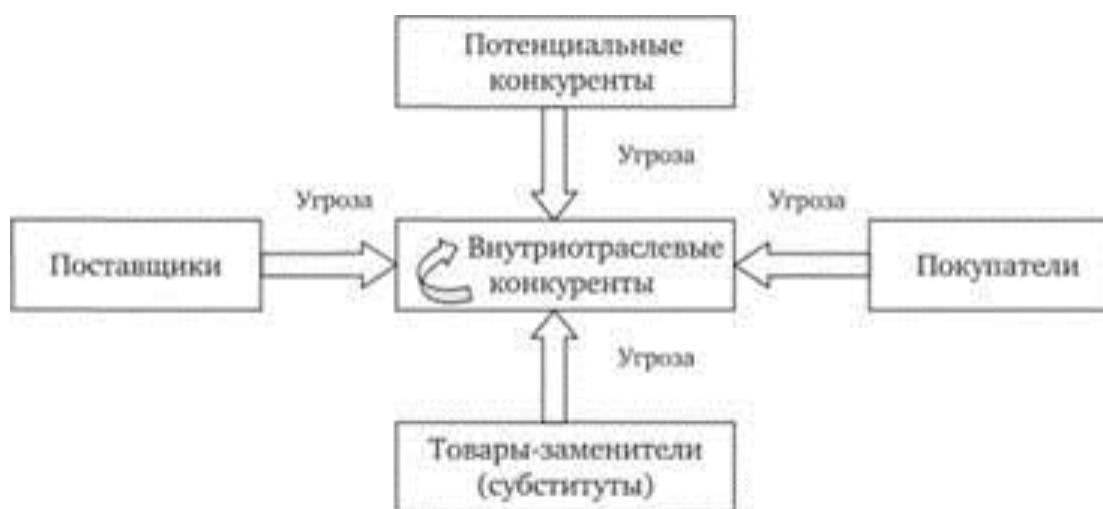 Потенциальные
конкуренты
Угроза
Угроза
Угроза
Поставщики
Внутриотраслевые
конкуренты
Покупатели
Угроза
Товары-заменители
(субституты)